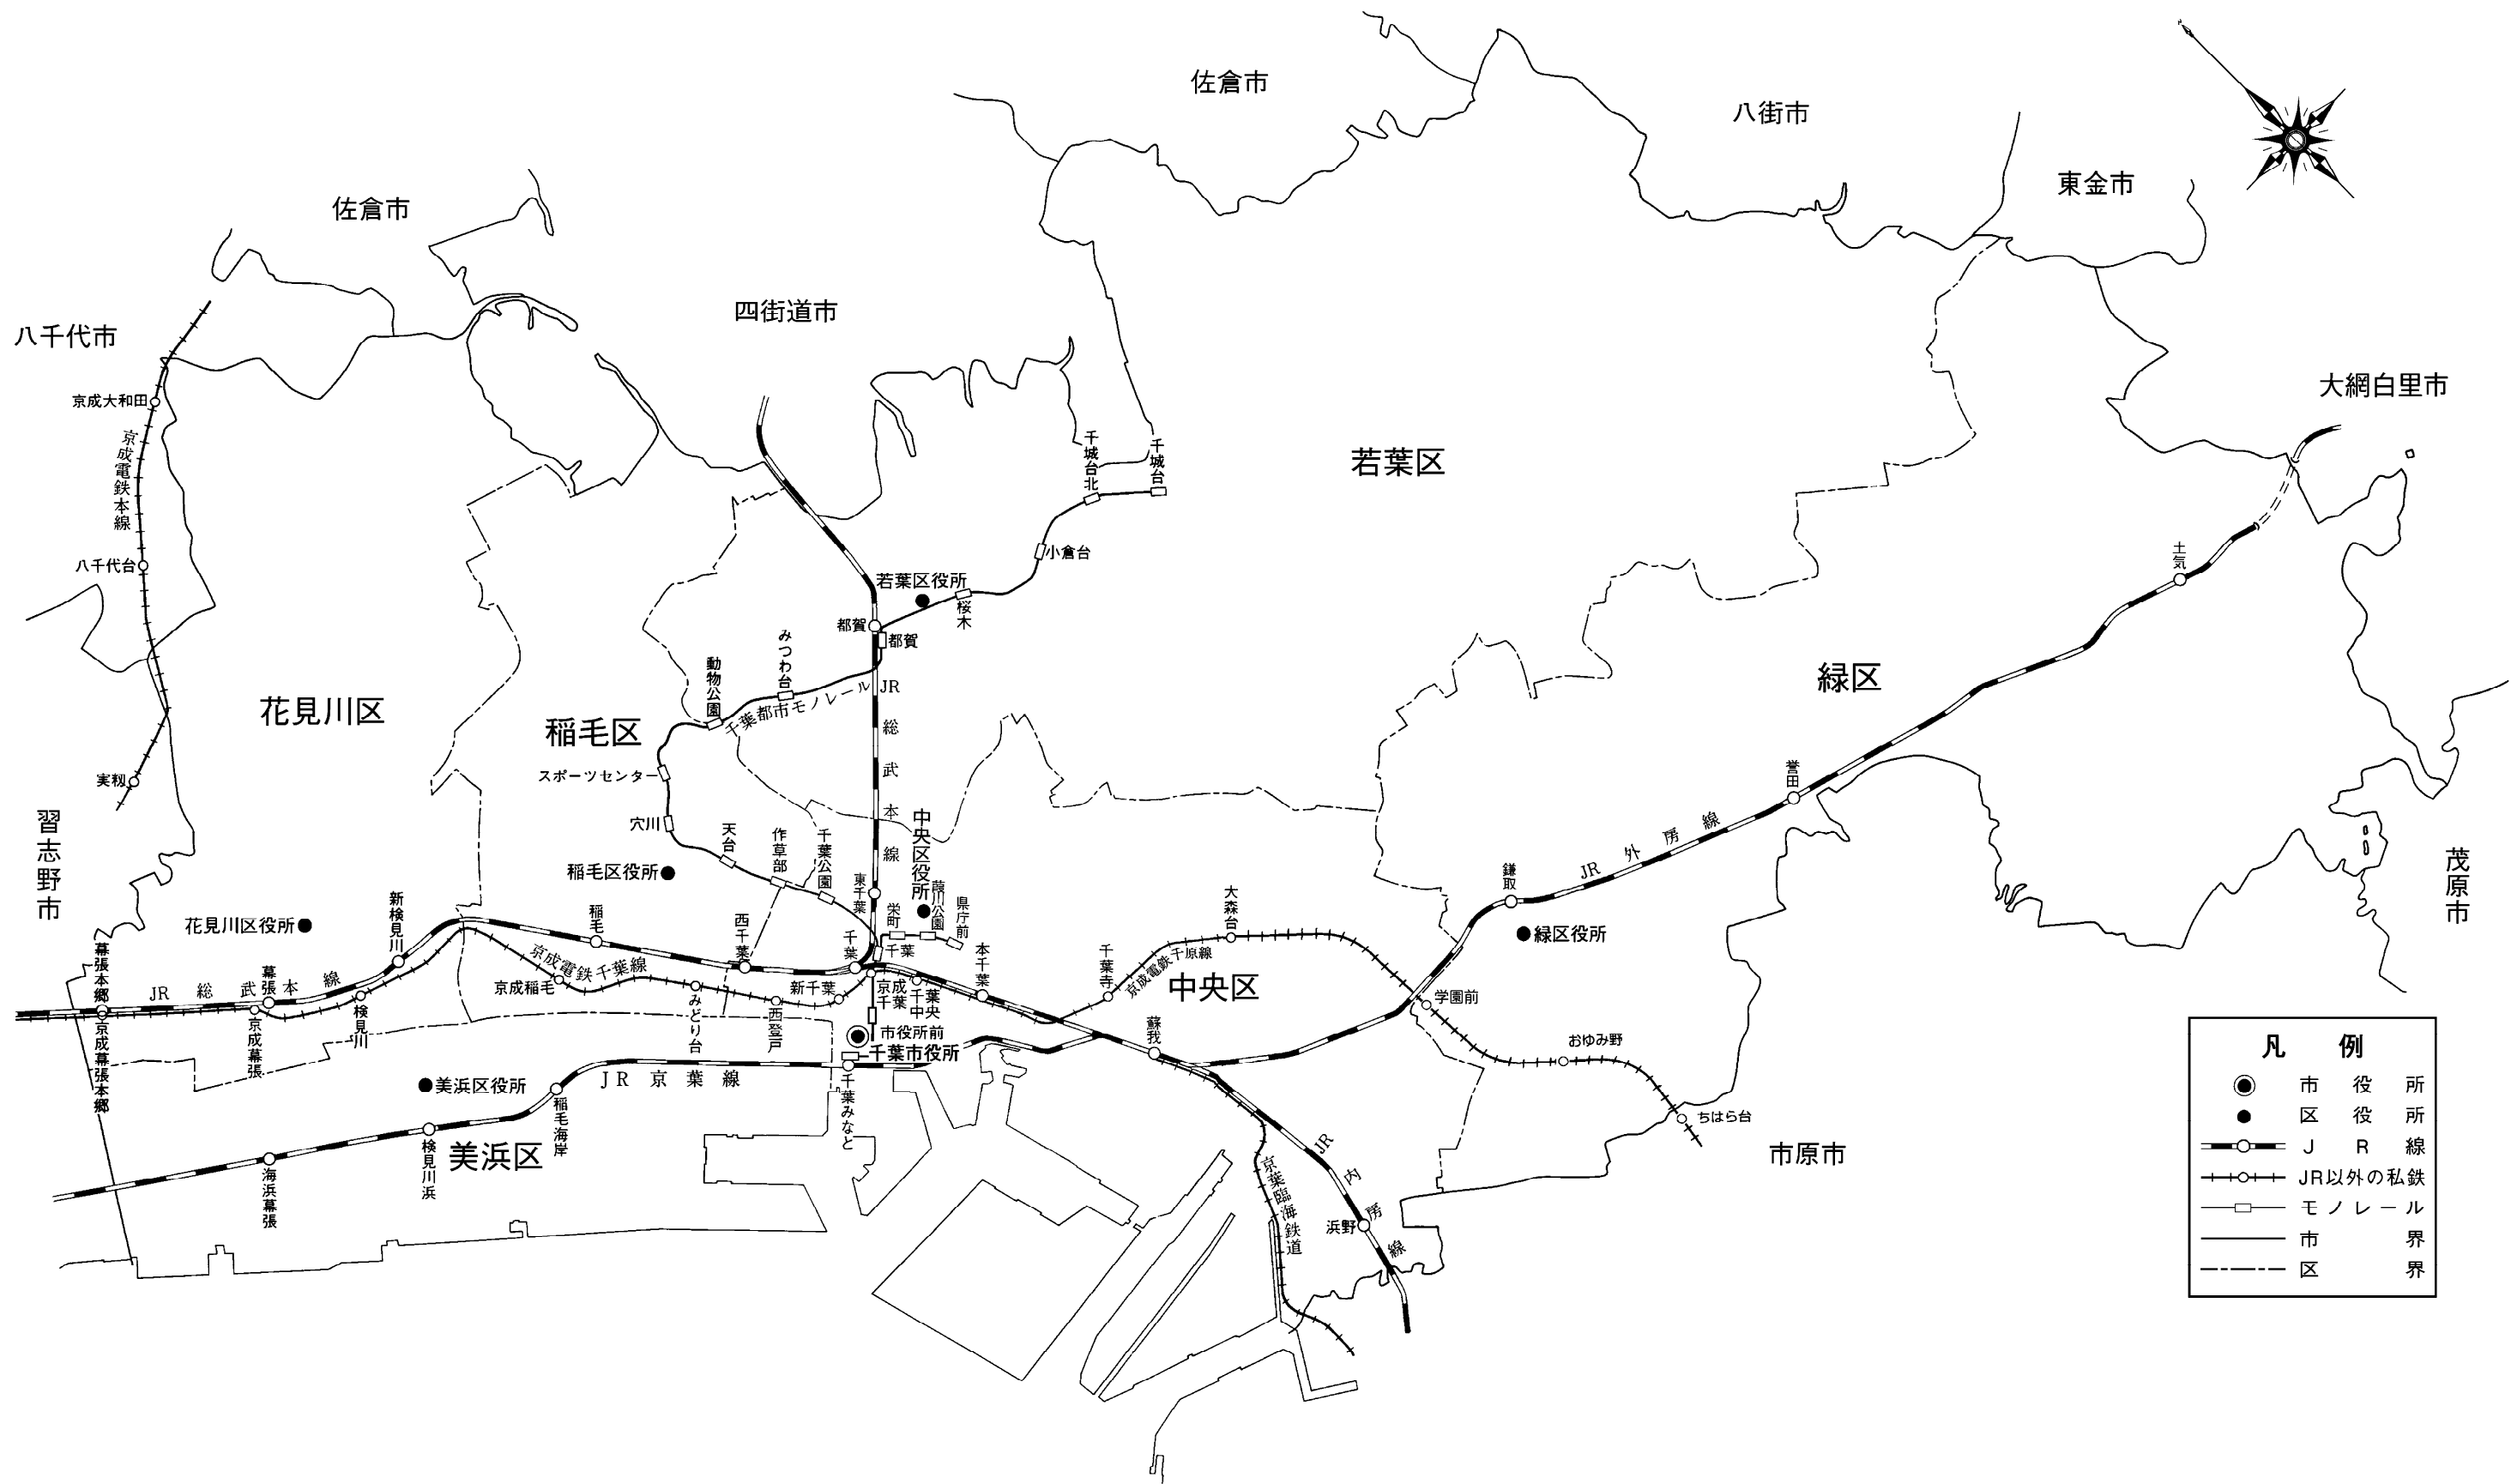 佐倉市
八街市
東金市
佐倉市
四街道市
八千代市
大網白里市
京成大和田
京成電鉄本線
八千代台
実籾
習志野市
千城台北
千城台
若葉区
小倉台
若葉区役所
桜木
都賀
都賀
みつわ台
動物公園
千葉都市モノレール
JR総武本線
花見川区
稲毛区
緑区
土気
誉田
JR外房線
鎌取
緑区役所
茂原市
スポーツセンター
穴川
天台
作草部
千葉公園
稲毛区役所
中央区役所
東千葉
栄町
葭川公園
県庁前
大森台
花見川区役所
新検見川
稲毛
西千葉
千葉
千葉
本千葉
千葉寺
京成電鉄千原線
中央区
学園前
おゆみ野
ちはら台
市原市
幕張本郷
JR総武本線
幕張
検見川
京成幕張
京成幕張本郷
京成電鉄千葉線
京成稲毛
みどり台
西登戸
新千葉
京成千葉
千葉中央
市役所前
千葉市役所
蘇我
美浜区役所
JR京葉線
千葉みなと
稲毛海岸
美浜区
検見川浜
海浜幕張
京葉臨海鉄道
JR内房線
浜野
凡例
市役所
区役所
JR線
JR以外の私鉄
モノレール
市界
区界